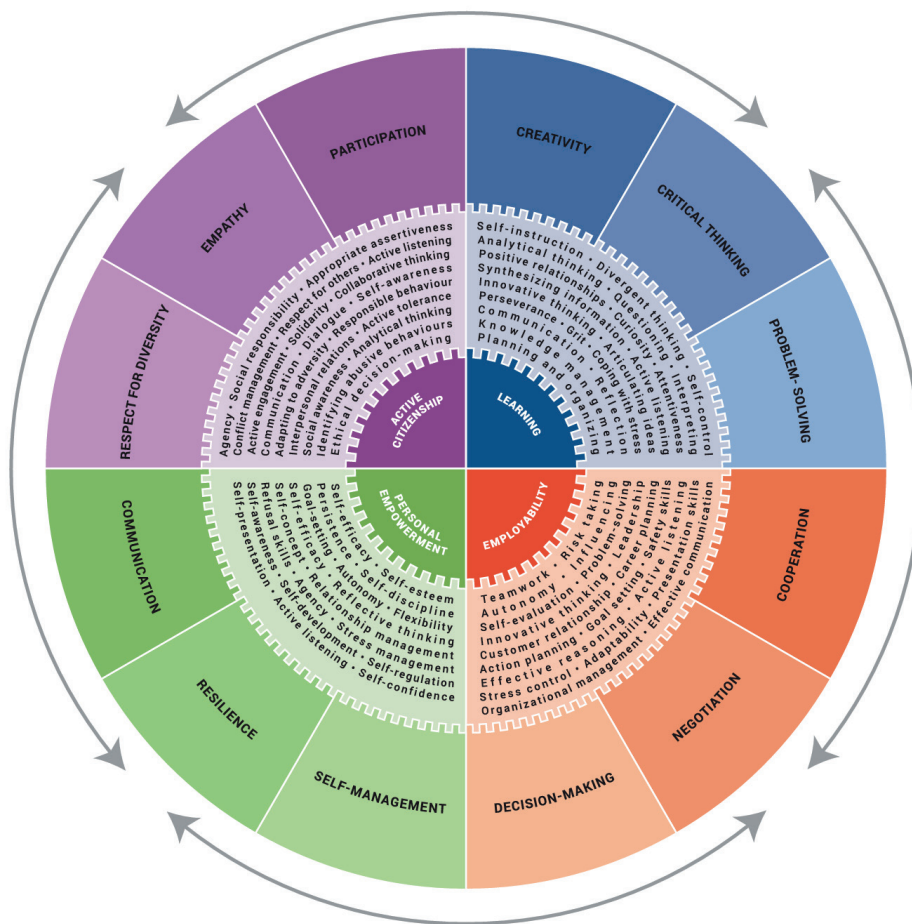 PARTICIPATION
EMPATHY
RESPECT FOR DIVERSITY
Agency • Social responsibility • Appropriate assertiveness
Conflict management • Respect for others • Active listening
Active engagement • Solidarity • Collaborative thinking
Communication • Dialogue • Self-awareness
Adapting to adversity • Responsible behaviour
Interpersonal relations • Active tolerance
Social awareness • Analytical thinking
Identifying abusive behaviours
Ethical decision-making
ACTIVE
CITIZENSHIP
CREATIVITY
CRITICAL THINKING
PROBLEM- SOLVING
Self-instruction • Divergent thinking • Self-control
Analytical thinking • Questioning • Interpreting
Positive relationships • Curiosity • Attentiveness
Synthesizing information • Active listening
Innovative thinking • Articulating ideas
Perseverance • Grit • Coping with stress
Communication • Reflection
Knowledge management
Planning and organizing
LEARNING
PERSONAL
EMPOWERMENT
Self-efficacy • Self-esteem
Persistence • Self-discipline
Goal-setting • Autonomy • Flexibility
Self-efficacy • Reflective thinking
Self-concept • Relationship management
Refusal skills • Agency • Stress management
Self-awareness • Self-development • Self-regulation
Self-presentation • Active listening • Self-confidence
COMMUNICATION
RESILIENCE
SELF-MANAGEMENT
EMPLOYABILITY
Teamwork • Risk taking
Autonomy • Influencing
Self-evaluation • Problem-solving
Innovative thinking • Leadership
Customer relationship • Career planning
Action planning • Goal setting • Safety skills
Effective reasoning • Active listening
Stress control • Adaptability • Presentation skills
Organizational management • Effective communication
COOPERATION
NEGOTIATION
DECISION-MAKING